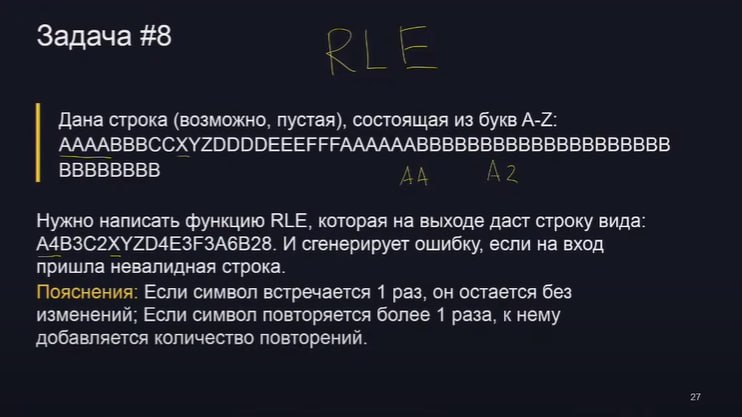 Задача #8
RLE
Дана строка (возможно, пустая), состоящая из букв A-Z:
AAAABBBCCXYZDDDDEEEFFFAAAAAABBBBBBBBBBBBBBBBBBBB
BBBBBBBB
AA A2
Нужно написать функцию RLE, которая на выходе даст строку вида:
A4B3C2XYZD4E3F3A6B28. И сгенерирует ошибку, если на вход
пришла невалидная строка.
Пояснения: Если символ встречается 1 раз, он остается без
изменений; Если символ повторяется более 1 раза, к нему
добавляется количество повторений.
27